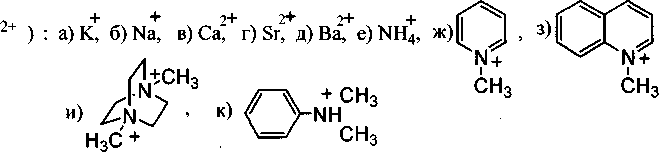 2+ ) : а) K⁺, б) Na⁺, в) Ca²⁺, г) Sr²⁺, д) Ba²⁺, е) NH₄⁺, ж) N⁺ CH₃ , з) N⁺ CH₃
и) N⁺ CH₃ N⁺ H₃C , к) NH⁺ CH₃ CH₃